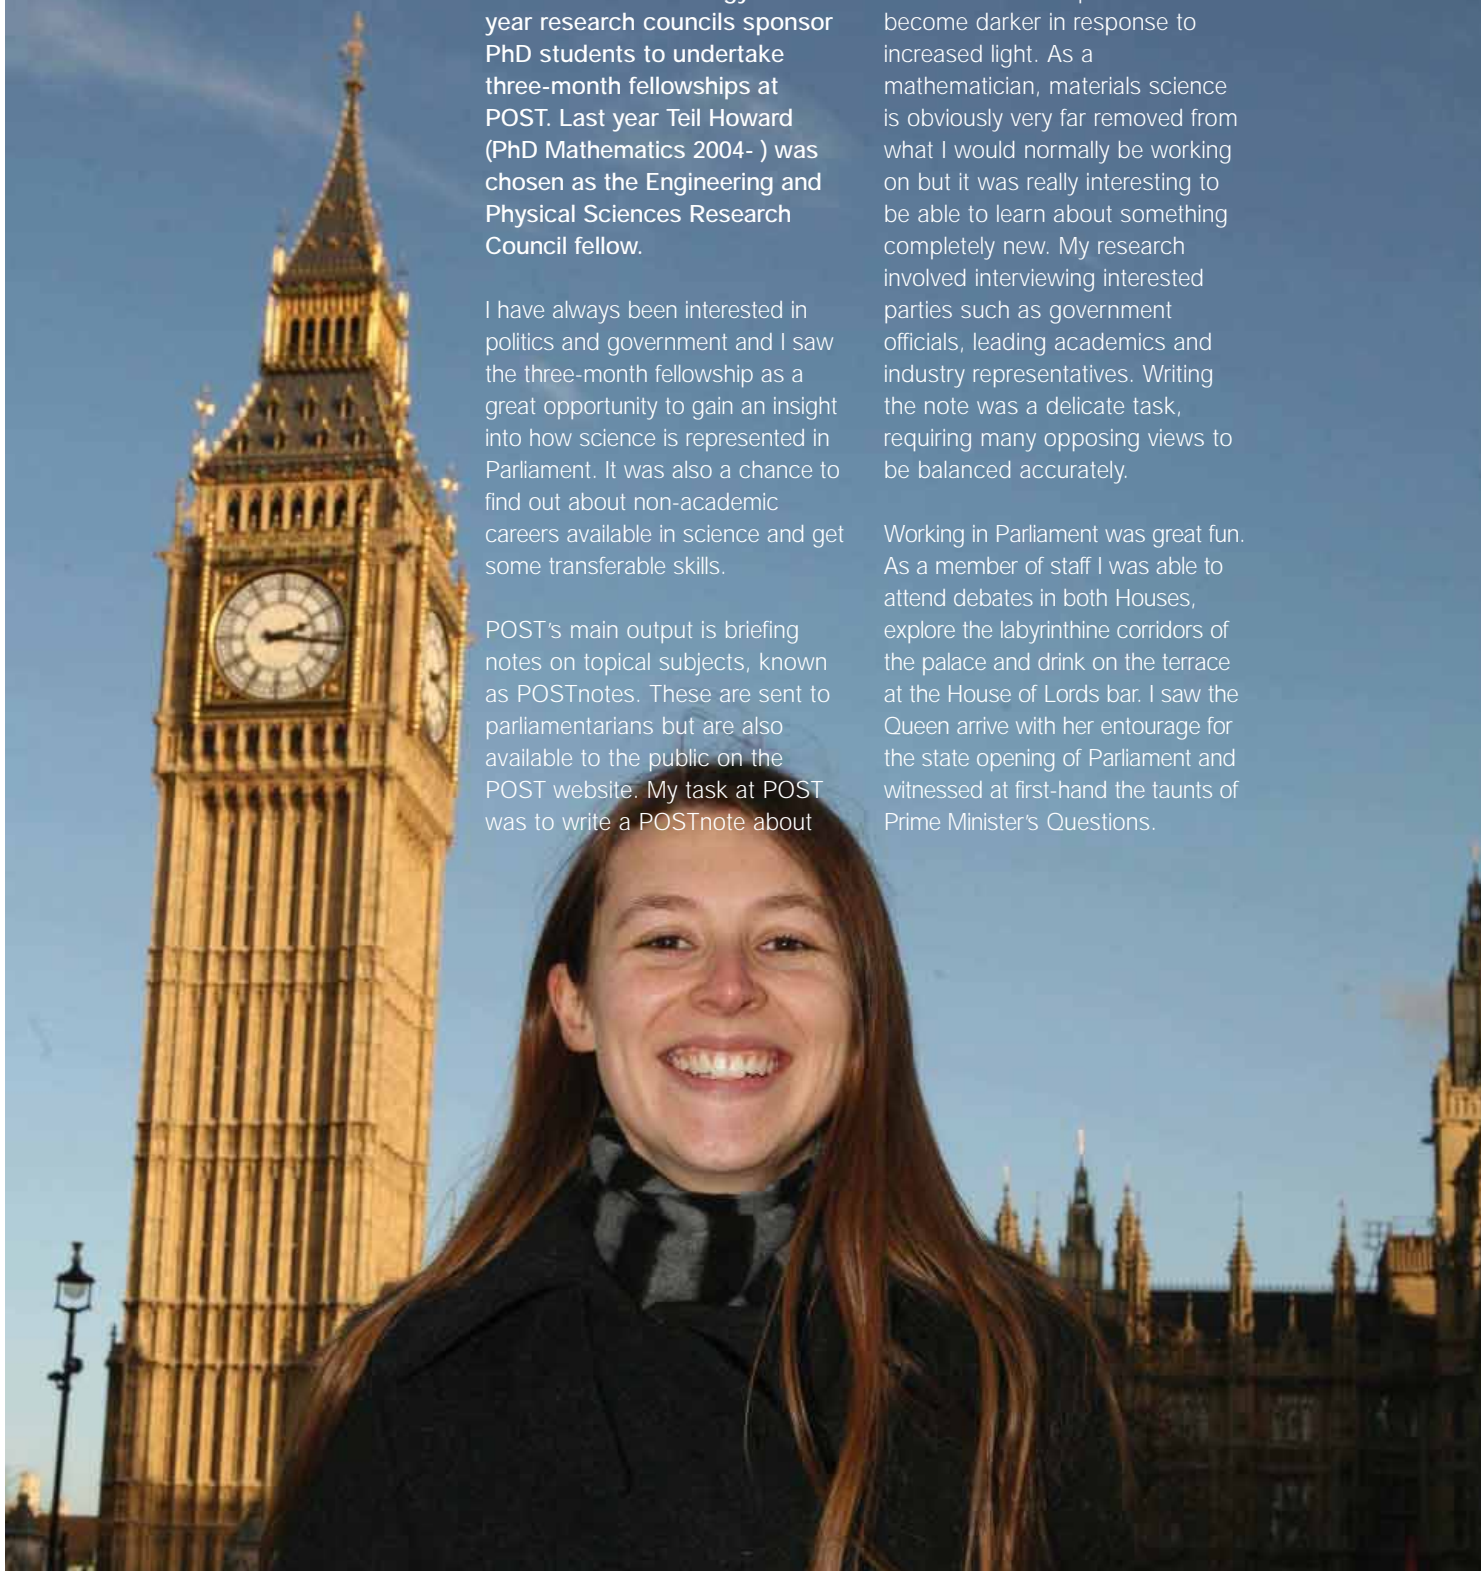 year research councils sponsor
PhD students to undertake
three-month fellowships at
POST. Last year Teil Howard
(PhD Mathematics 2004- ) was
chosen as the Engineering and
Physical Sciences Research
Council fellow.
I have always been interested in
politics and government and I saw
the three-month fellowship as a
great opportunity to gain an insight
into how science is represented in
Parliament. It was also a chance to
find out about non-academic
careers available in science and get
some transferable skills.
POST's main output is briefing
notes on topical subjects, known
as POSTnotes. These are sent to
parliamentarians but are also
available to the public on the
POST website. My task at POST
was to write a POSTnote about
become darker in response to
increased light. As a
mathematician, materials science
is obviously very far removed from
what I would normally be working
on but it was really interesting to
be able to learn about something
completely new. My research
involved interviewing interested
parties such as government
officials, leading academics and
industry representatives. Writing
the note was a delicate task,
requiring many opposing views to
be balanced accurately.
Working in Parliament was great fun.
As a member of staff I was able to
attend debates in both Houses,
explore the labyrinthine corridors of
the palace and drink on the terrace
at the House of Lords bar. I saw the
Queen arrive with her entourage for
the state opening of Parliament and
witnessed at first-hand the taunts of
Prime Minister's Questions.